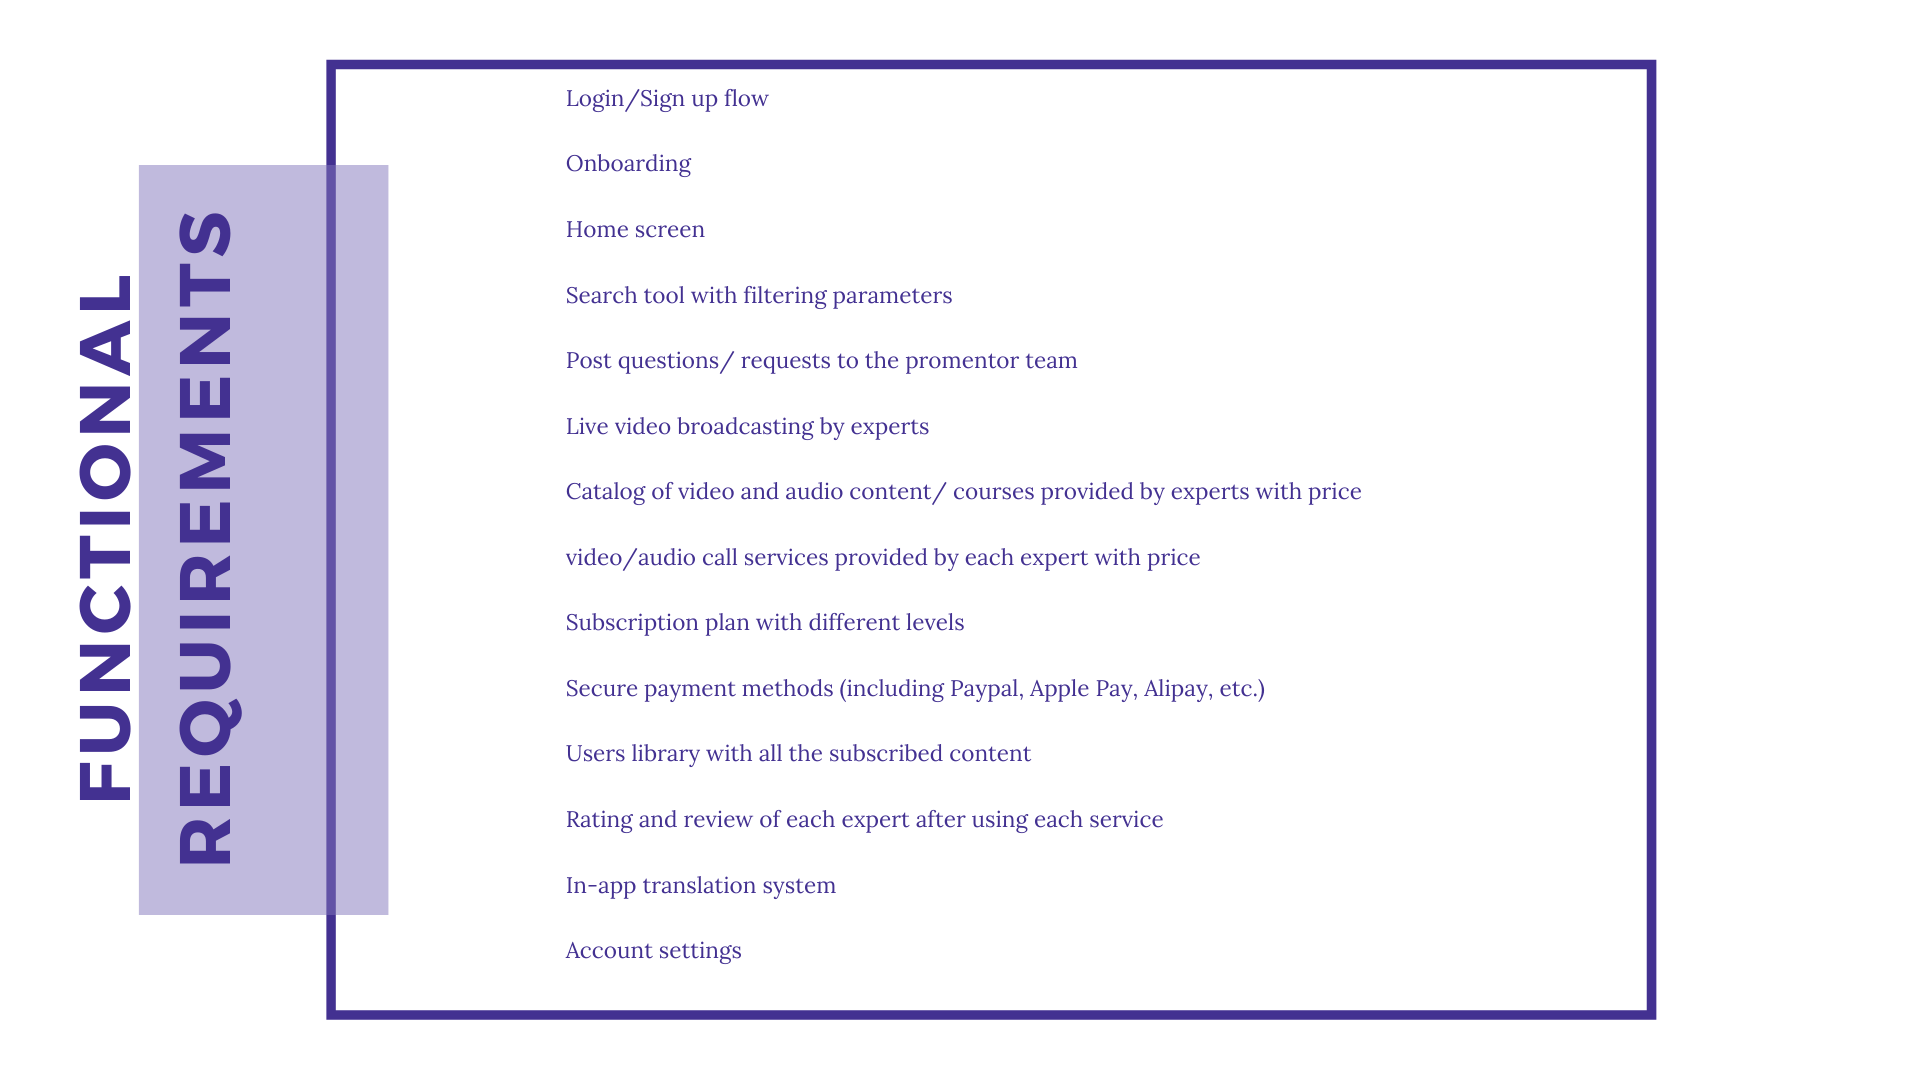 FUNCTIONAL
REQUIREMENTS
Login/Sign up flow
Onboarding
Home screen
Search tool with filtering parameters
Post questions/ requests to the promentor team
Live video broadcasting by experts
Catalog of video and audio content/ courses provided by experts with price
video/audio call services provided by each expert with price
Subscription plan with different levels
Secure payment methods (including Paypal, Apple Pay, Alipay, etc.)
Users library with all the subscribed content
Rating and review of each expert after using each service
In-app translation system
Account settings